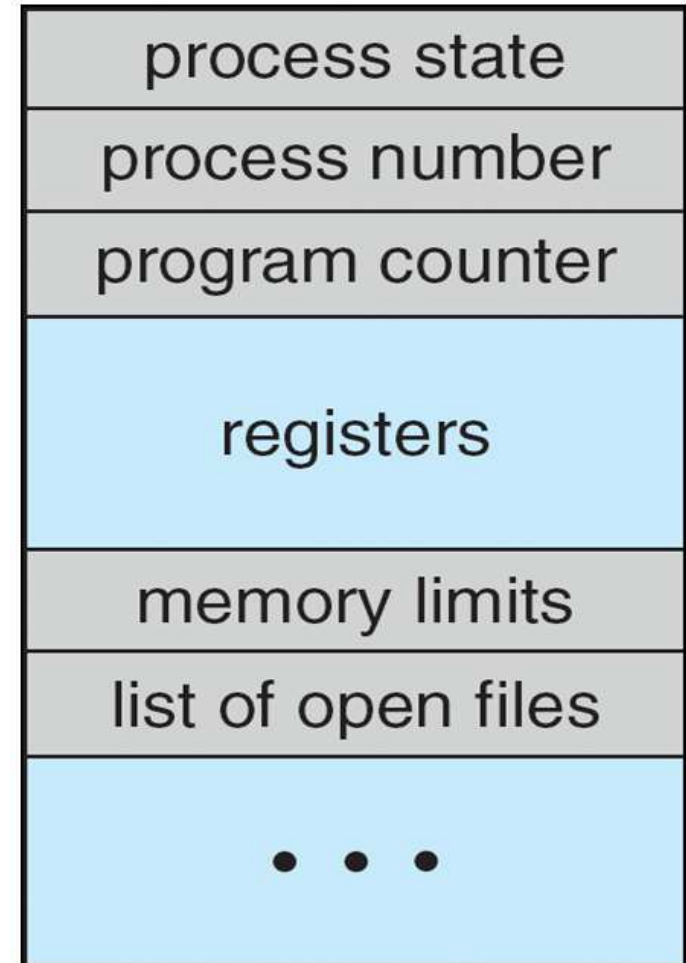 process state
process number
program counter
registers
memory limits
list of open files
• • •